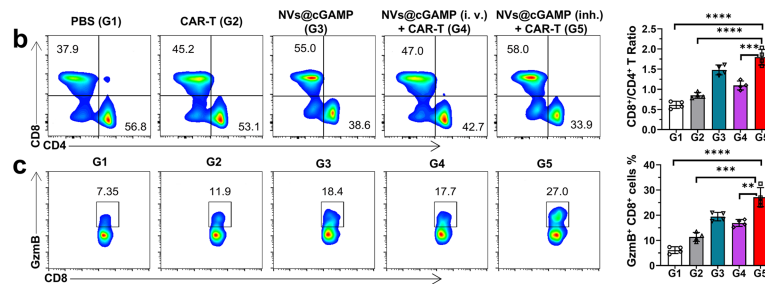 b
PBS (G1)
CAR-T (G2)
NVs@cGAMP
(G3)
NVs@cGAMP (i. v.)
+ CAR-T (G4)
NVs@cGAMP (inh.)
+ CAR-T (G5)
37.9
56.8
45.2
53.1
55.0
38.6
47.0
42.7
58.0
33.9
CD8
CD4
CD8+/CD4+ T Ratio
2.5
2.0
1.5
1.0
0.5
0.0
****
****
***
G1 G2 G3 G4 G5
c
G1
G2
G3
G4
G5
7.35
11.9
18.4
17.7
27.0
GzmB
CD8
GzmB+ CD8+ cells %
40
30
20
10
0
****
***
**
G1 G2 G3 G4 G5